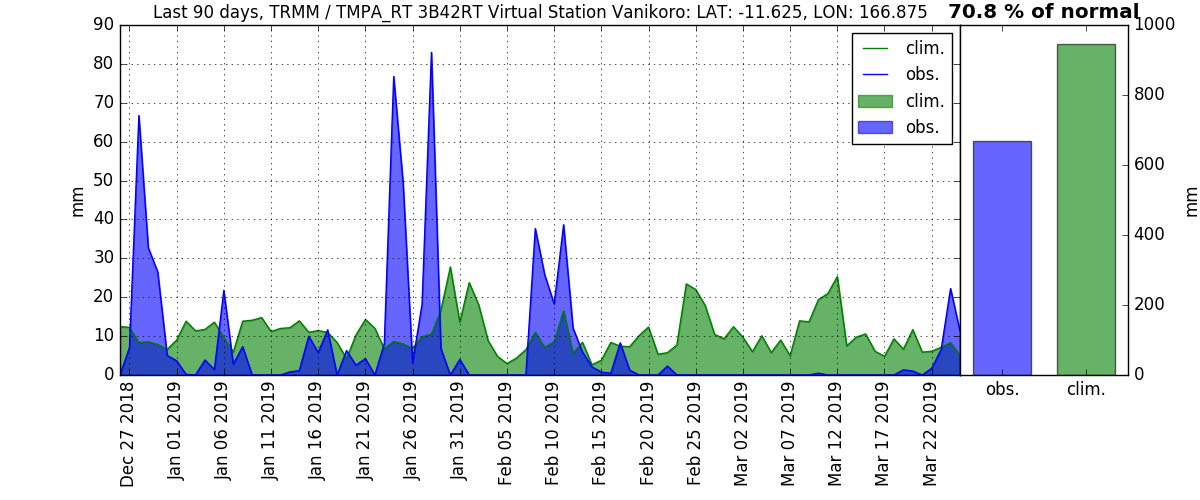 Last 90 days, TRMM / TMPA_RT 3B42RT Virtual Station Vanikoro: LAT: -11.625, LON: 166.875
70.8 % of normal
90
80
70
60
50
40
30
20
10
0
mm
clim.
obs.
clim.
obs.
1000
800
600
400
200
0
mm
Dec 27 2018
Jan 01 2019
Jan 06 2019
Jan 11 2019
Jan 16 2019
Jan 21 2019
Jan 26 2019
Jan 31 2019
Feb 05 2019
Feb 10 2019
Feb 15 2019
Feb 20 2019
Feb 25 2019
Mar 02 2019
Mar 07 2019
Mar 12 2019
Mar 17 2019
Mar 22 2019
obs.
clim.